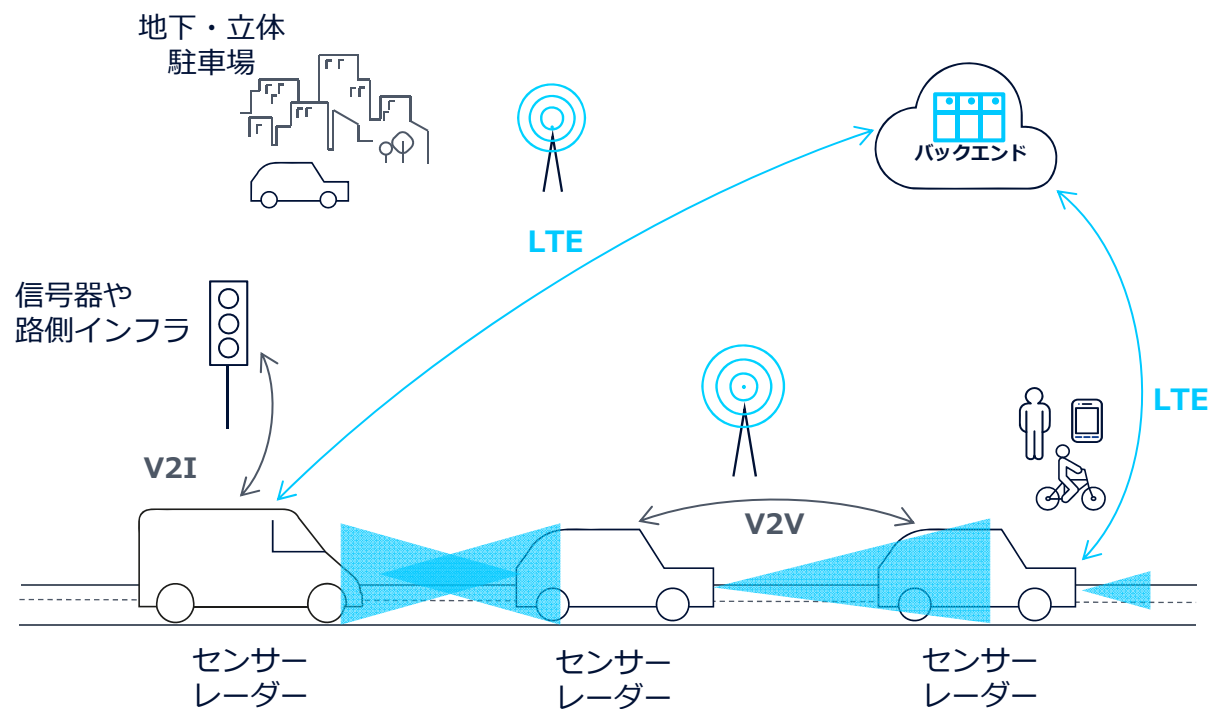 地下・立体
駐車場
バックエンド
LTE
信号器や
路側インフラ
LTE
V2I
V2V
センサー
レーダー
センサー
レーダー
センサー
レーダー